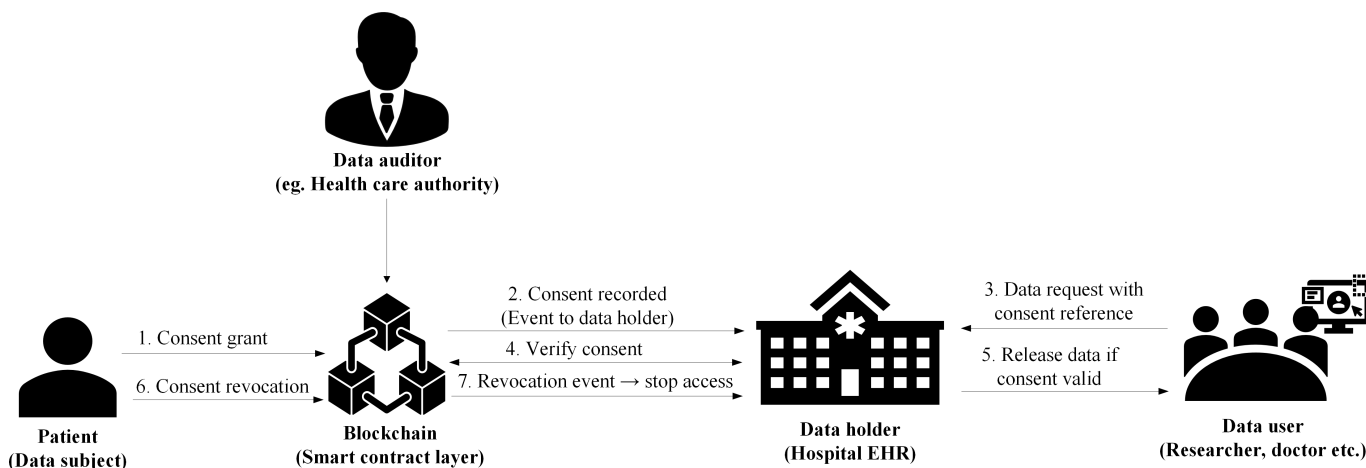 Data auditor
(eg. Health care authority)
1. Consent grant
6. Consent revocation
Patient
(Data subject)
Blockchain
(Smart contract layer)
2. Consent recorded
(Event to data holder)
4. Verify consent
7. Revocation event → stop access
Data holder
(Hospital EHR)
3. Data request with
consent reference
5. Release data if
consent valid
Data user
(Researcher, doctor etc.)